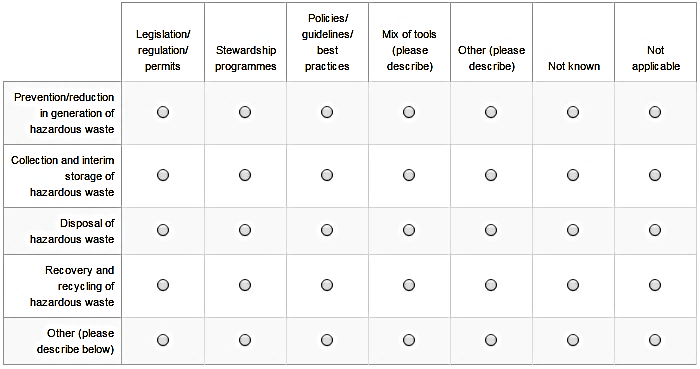 Legislation/
regulation/
permits
Stewardship
programmes
Policies/
guidelines/
best
practices
Mix of tools
(please
describe)
Other (please
describe)
Not known
Not
applicable
Prevention/reduction
in generation of
hazardous waste
Collection and interim
storage of
hazardous waste
Disposal of
hazardous waste
Recovery and
recycling of
hazardous waste
Other (please
describe below)